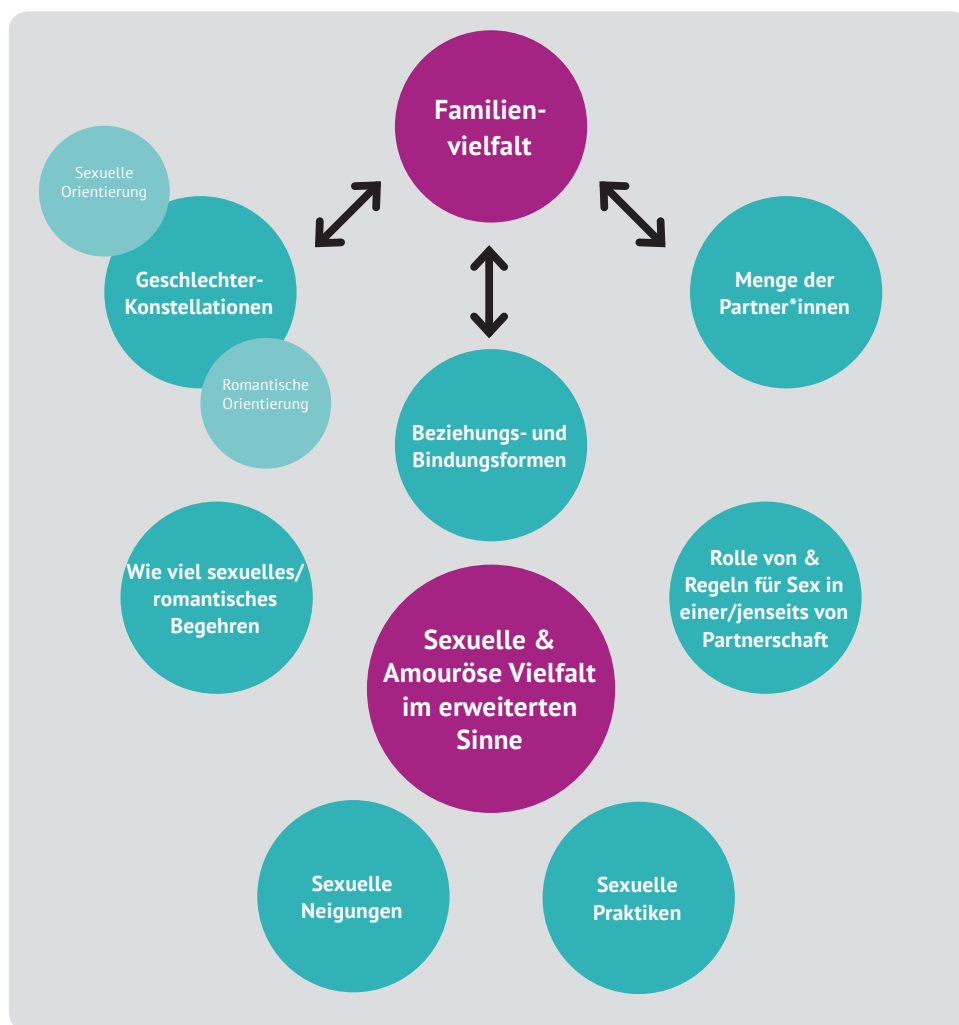 Familien-
vielfalt
Sexuelle
Orientierung
Geschlechter-
Konstellationen
Menge der
Partner*innen
Romantische
Orientierung
Beziehungs- und
Bindungsformen
Wie viel sexuelles/
romantisches
Begehren
Rolle von &
Regeln für Sex in
einer/jenseits von
Partnerschaft
Sexuelle &
Amouröse Vielfalt
im erweiterten
Sinne
Sexuelle
Neigungen
Sexuelle
Praktiken